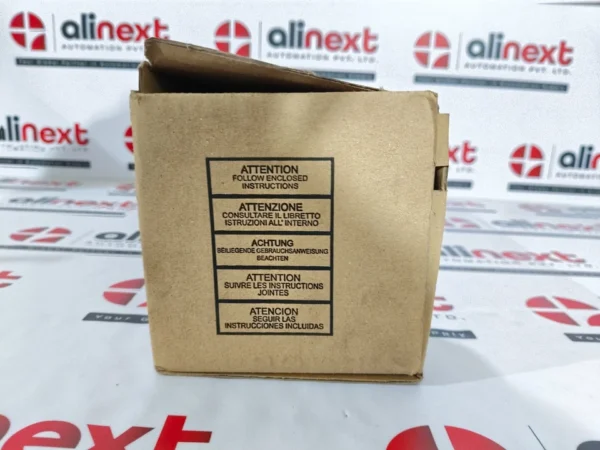 alinext
AUTOMATION PVT. LTD.
alinext
AUTOMATION PVT. LTD.
alinext
alinext
ATTENTION
FOLLOW ENCLOSED
INSTRUCTIONS
ATTENZIONE
CONSULTARE IL LIBRETTO
ISTRUZIONI ALL' INTERNO
ACHTUNG
BEILIEGENDE GEBRAUCHSANWEISUNG
BEACHTEN
ATTENTION
SUIVRE LES INSTRUCTIONS
JOINTES
ATENCION
SEGUIR LAS
INSTRUCCIONES INCLUIDAS
alinext
alinext